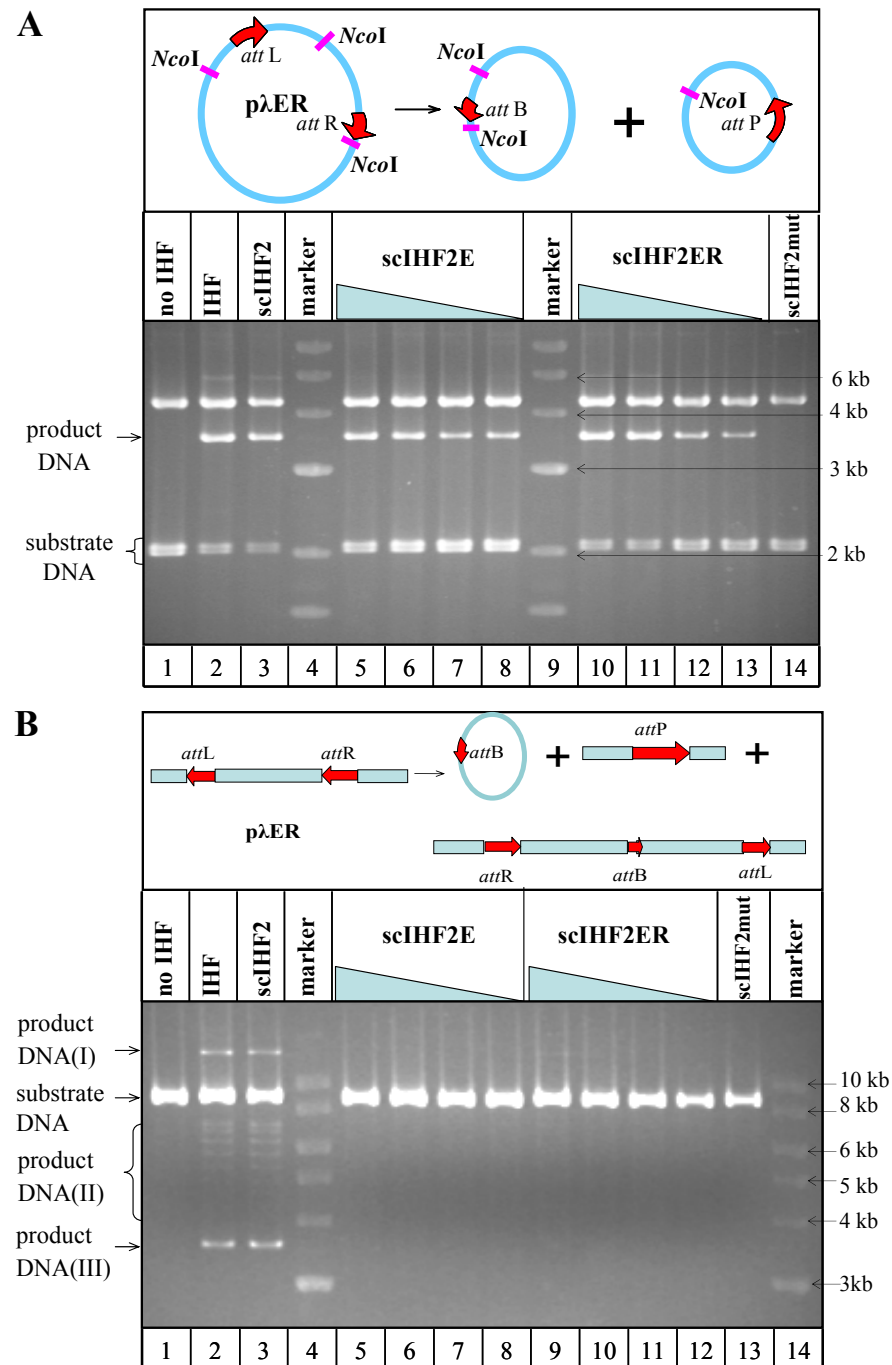 A
NcoI
att L
NcoI
pλER
att R
NcoI
NcoI
att B
NcoI
+
NcoI
att P
no IHF
IHF
scIHF2
marker
scIHF2E
marker
scIHF2ER
scIHF2mut
product
DNA
substrate
DNA
6 kb
4 kb
3 kb
2 kb
1 2 3 4 5 6 7 8 9 10 11 12 13 14
B
attL
attR
attB
+
attP
+
pλER
attR
attB
attL
no IHF
IHF
scIHF2
marker
scIHF2E
scIHF2ER
scIHF2mut
marker
product
DNA(I)
substrate
DNA
product
DNA(II)
product
DNA(III)
10 kb
8 kb
6 kb
5 kb
4 kb
3kb
1 2 3 4 5 6 7 8 9 10 11 12 13 14